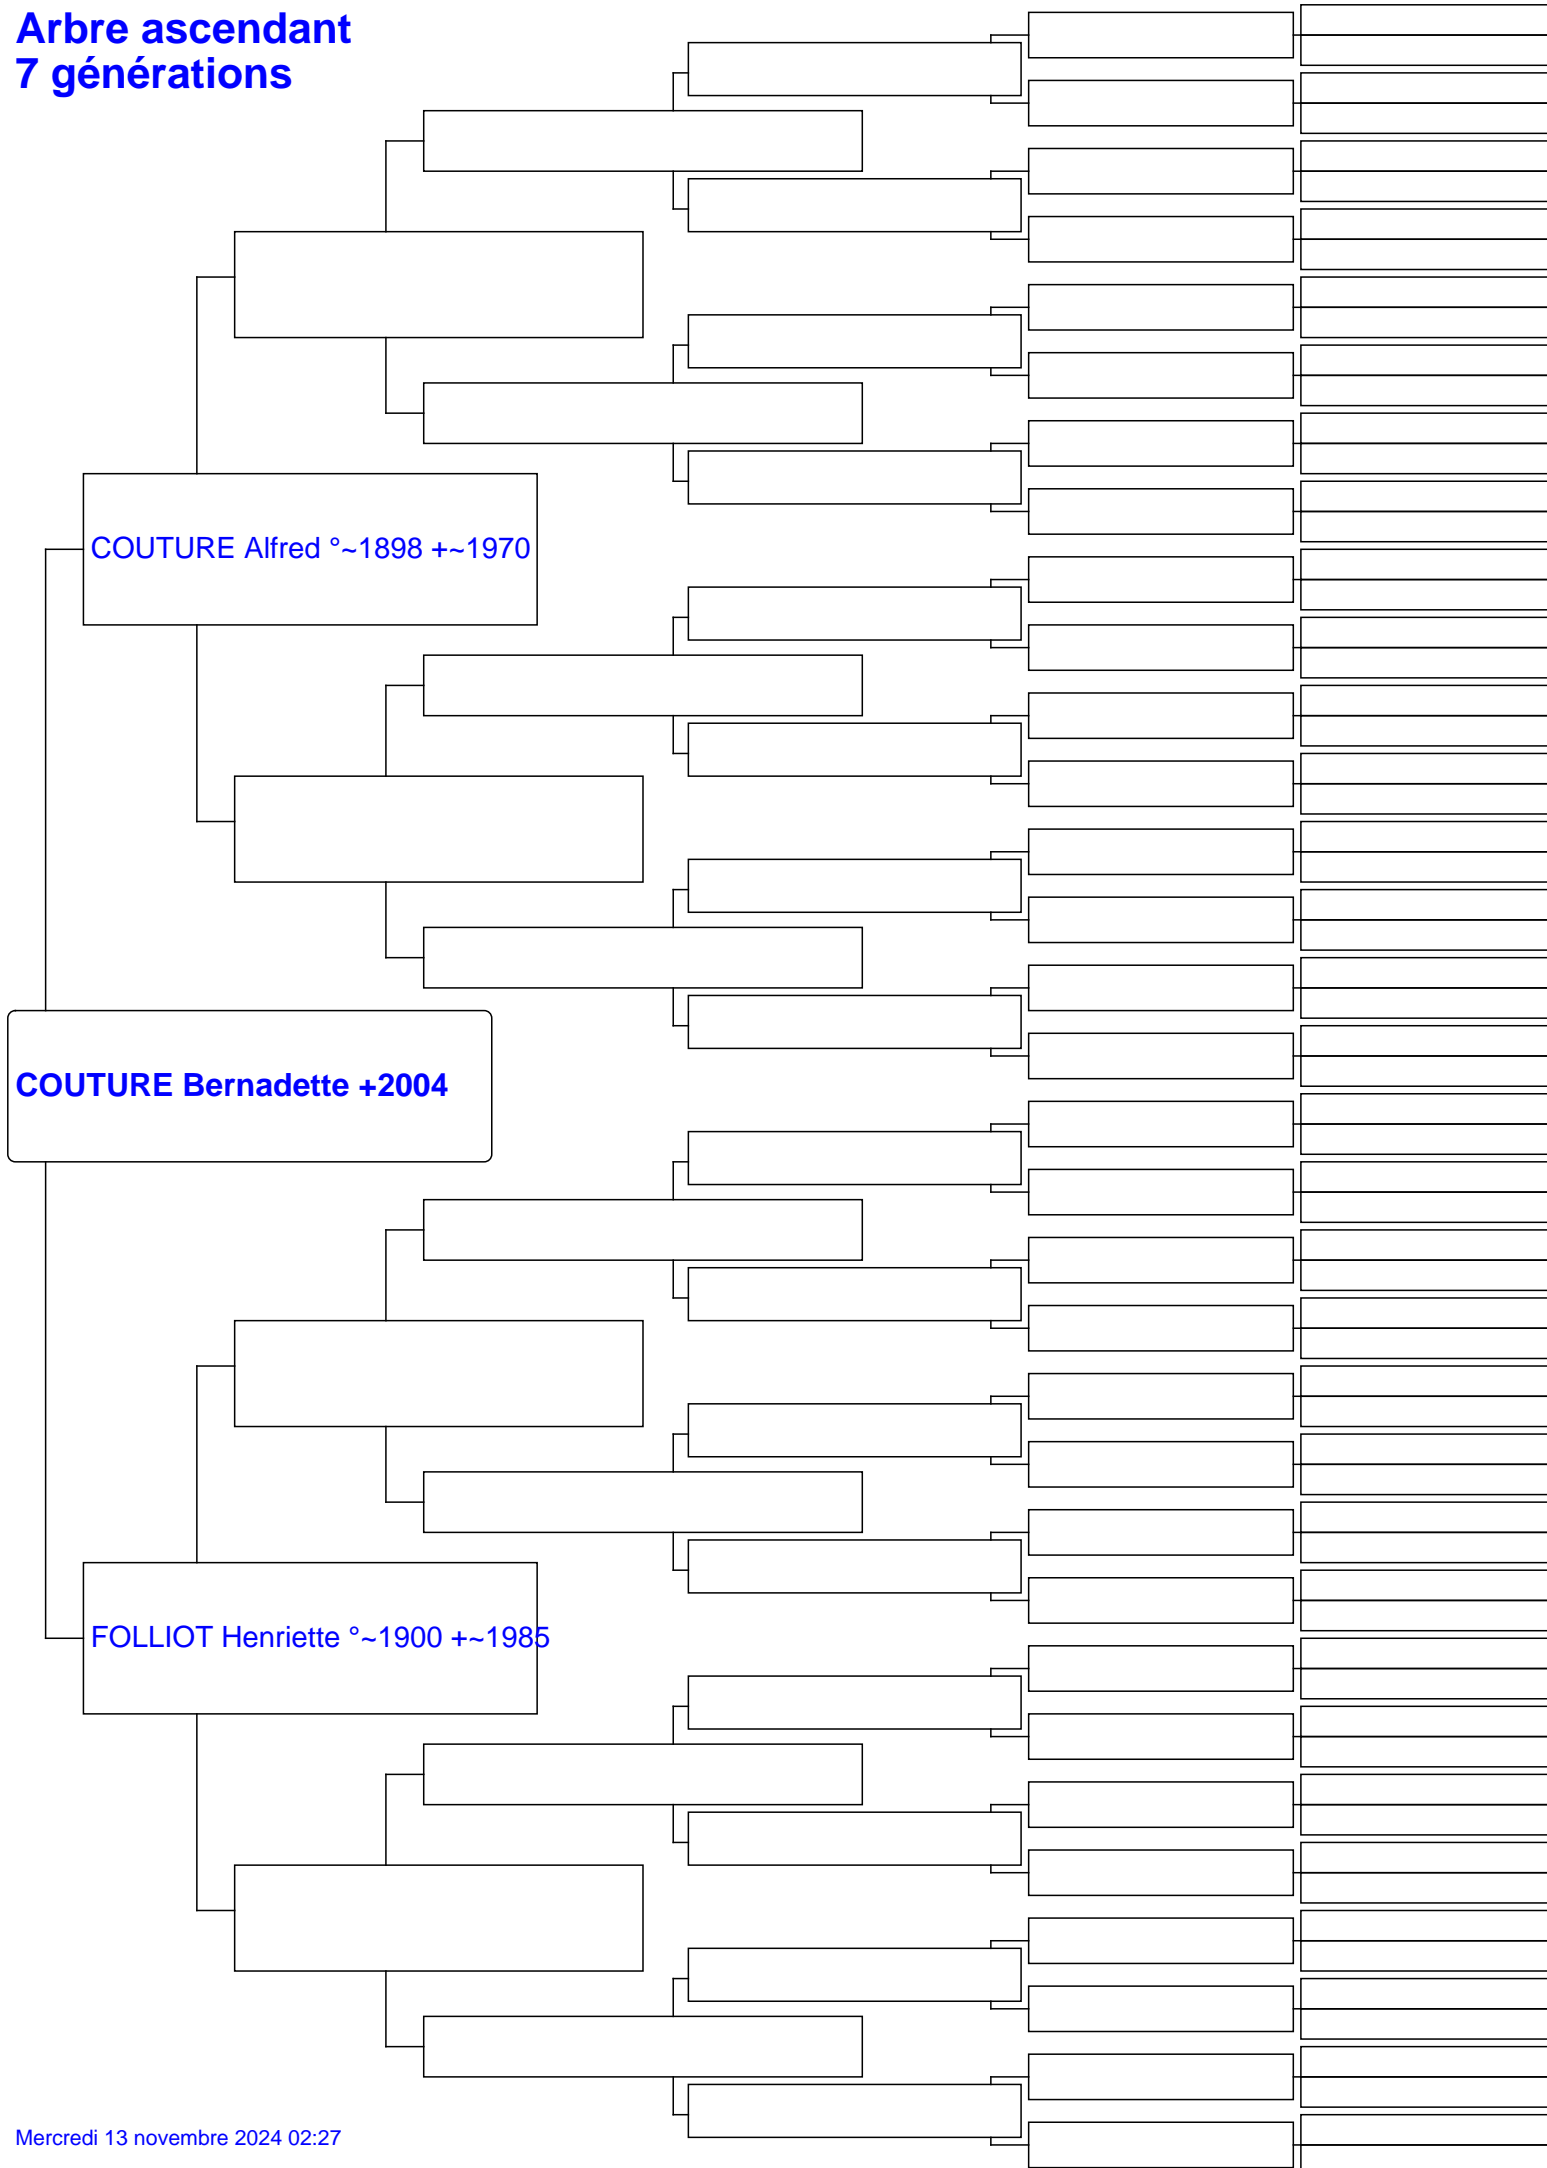 Arbre ascendant
7 générations
COUTURE Alfred °~1898 +~1970
COUTURE Bernadette +2004
FOLLIOT Henriette °~1900 +~1985
Mercredi 13 novembre 2024 02:27